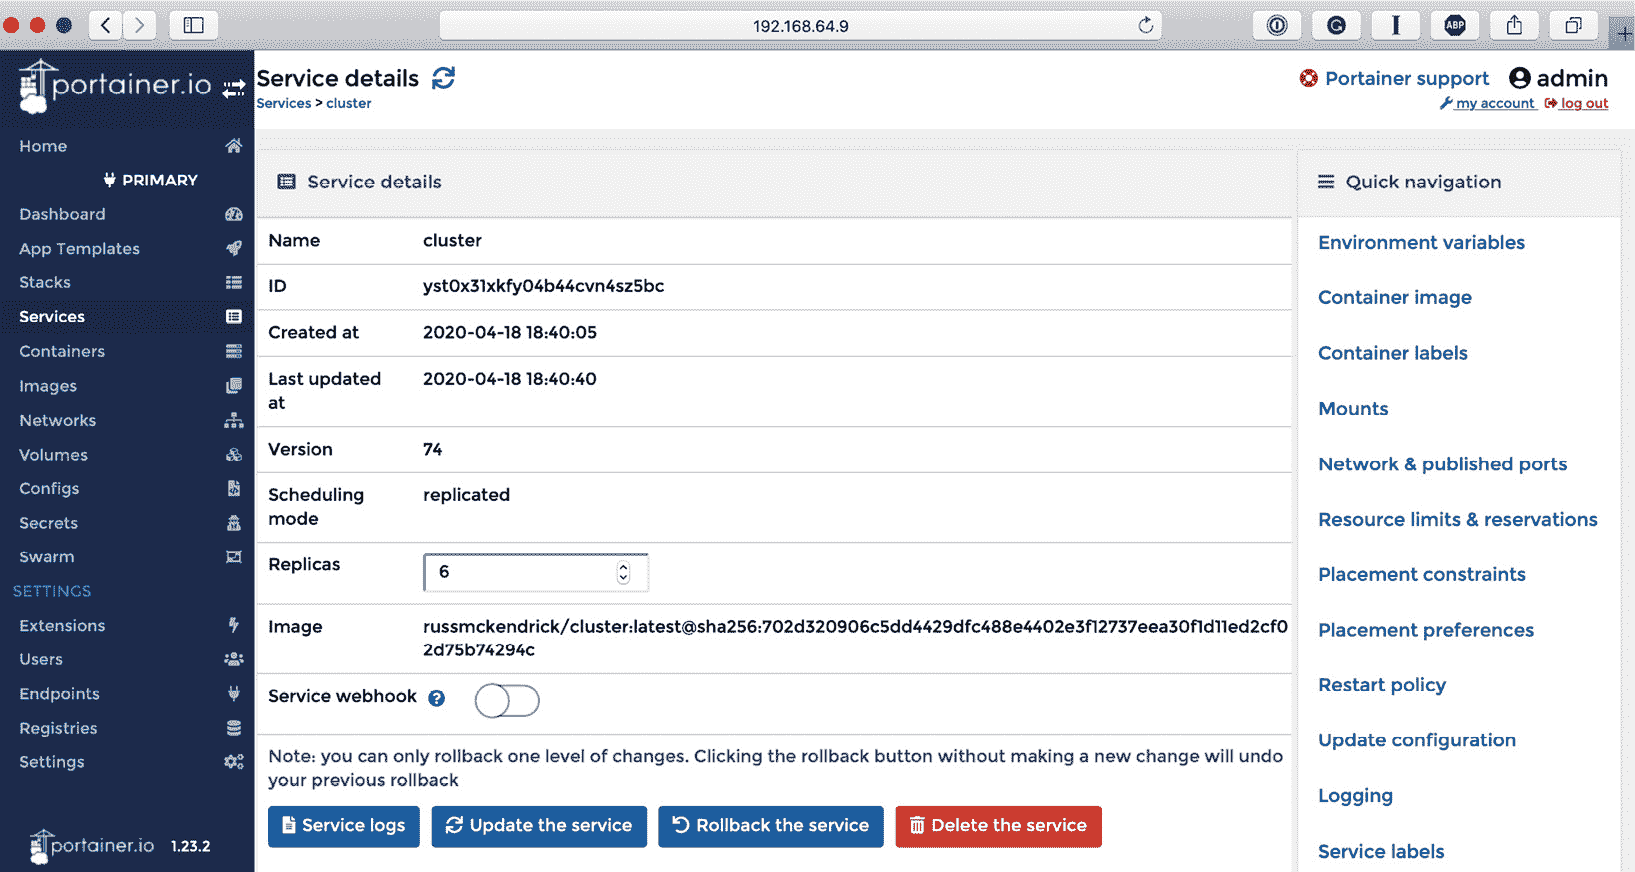 192.168.64.9
ABP
portainer.io
Service details
Services > cluster
Portainer support
admin
my account
log out
Home
PRIMARY
Dashboard
App Templates
Stacks
Services
Containers
Images
Networks
Volumes
Configs
Secrets
Swarm
SETTINGS
Extensions
Users
Endpoints
Registries
Settings
portainer.io 1.23.2
Service details
Name cluster
ID yst0x31xkfy04b44cvn4sz5bc
Created at 2020-04-18 18:40:05
Last updated
at
2020-04-18 18:40:40
Version 74
Scheduling
mode
replicated
Replicas 6
Image russmckendrick/cluster:latest@sha256:702d320906c5dd4429dfc488e4402e3f12737eea30f1d11ed2cf0
2d75b74294c
Service webhook ?
Note: you can only rollback one level of changes. Clicking the rollback button without making a new change will undo
your previous rollback
Service logs
Update the service
Rollback the service
Delete the service
Quick navigation
Environment variables
Container image
Container labels
Mounts
Network & published ports
Resource limits & reservations
Placement constraints
Placement preferences
Restart policy
Update configuration
Logging
Service labels